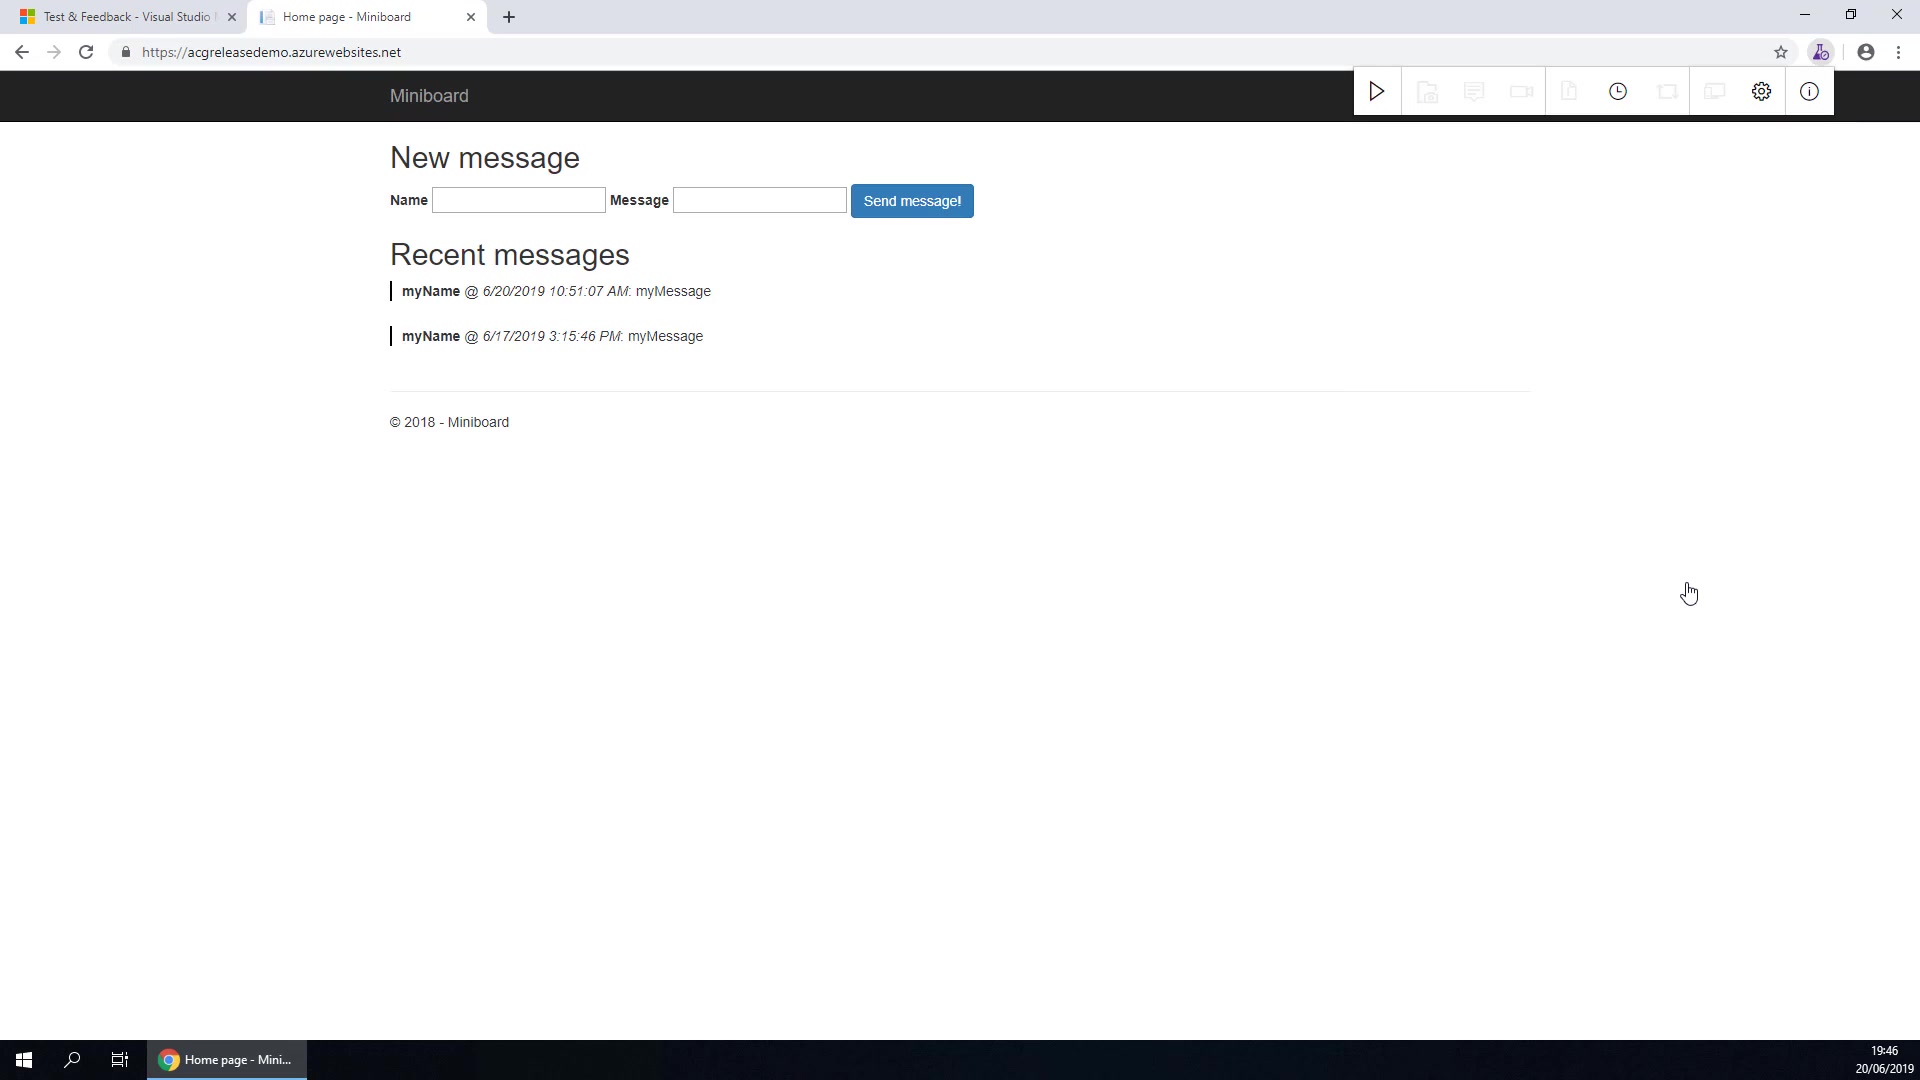 Test & Feedback - Visual Studio
Home page - Miniboard
https://acgreleasedemo.azurewebsites.net
Miniboard
New message
Name
Message
Send message!
Recent messages
myName @ 6/20/2019 10:51:07 AM: myMessage
myName @ 6/17/2019 3:15:46 PM: myMessage
© 2018 - Miniboard
Home page - Mini...
19:46
20/06/2019